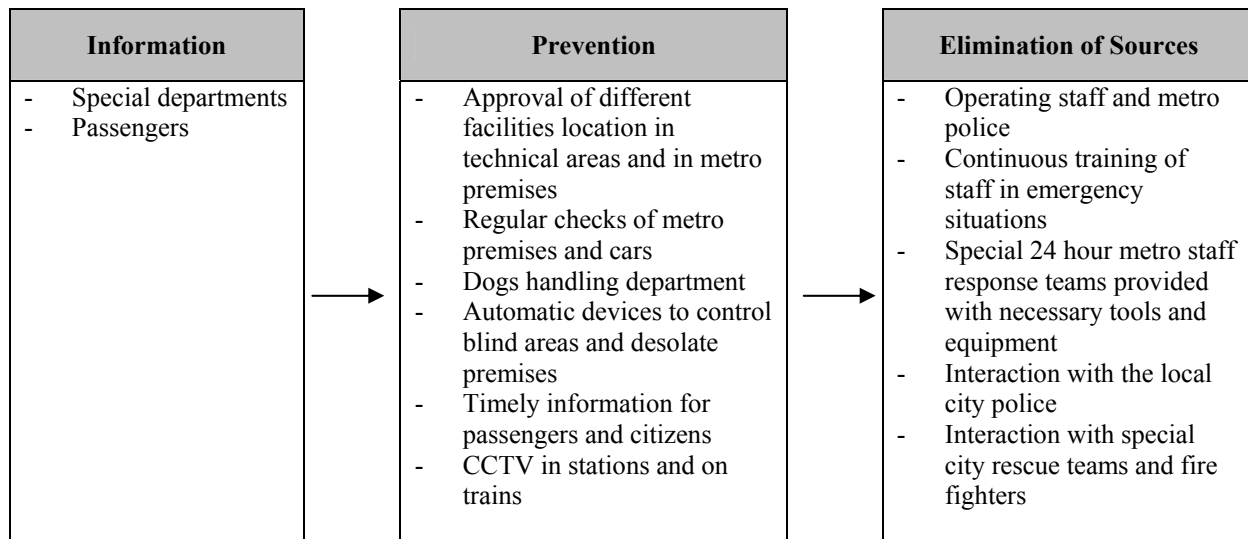 Information
- Special departments
- Passengers
Prevention
- Approval of different
facilities location in
technical areas and in metro
premises
- Regular checks of metro
premises and cars
- Dogs handling department
- Automatic devices to control
blind areas and desolate
premises
- Timely information for
passengers and citizens
- CCTV in stations and on
trains
Elimination of Sources
- Operating staff and metro
police
- Continuous training of
staff in emergency
situations
- Special 24 hour metro staff
response teams provided
with necessary tools and
equipment
- Interaction with the local
city police
- Interaction with special
city rescue teams and fire
fighters